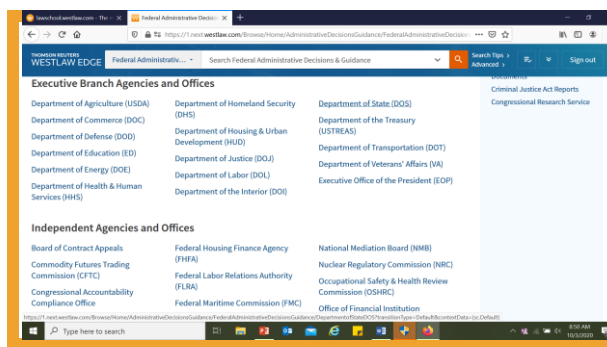 lawschool.westlaw.com - The
Federal Administrative Decision
https://1.next.westlaw.com/Browse/Home/AdministrativeDecisionsGuidance/FederalAdministrativeDecision
THOMSON REUTERS
WESTLAW EDGE
Federal Administrativ...
Search Federal Administrative Decisions & Guidance
Search Tips
Advanced
Sign out
Executive Branch Agencies and Offices
Department of Agriculture (USDA)
Department of Commerce (DOC)
Department of Defense (DOD)
Department of Education (ED)
Department of Energy (DOE)
Department of Health & Human
Services (HHS)
Department of Homeland Security
(DHS)
Department of Housing & Urban
Development (HUD)
Department of Justice (DOJ)
Department of Labor (DOL)
Department of the Interior (DOI)
Department of State (DOS)
Department of the Treasury
(USTREAS)
Department of Transportation (DOT)
Department of Veterans' Affairs (VA)
Executive Office of the President (EOP)
Documents
Criminal Justice Act Reports
Congressional Research Service
Independent Agencies and Offices
Board of Contract Appeals
Commodity Futures Trading
Commission (CFTC)
Congressional Accountability
Compliance Office
Federal Housing Finance Agency
(FHFA)
Federal Labor Relations Authority
(FLRA)
Federal Maritime Commission (FMC)
National Mediation Board (NMB)
Nuclear Regulatory Commission (NRC)
Occupational Safety & Health Review
Commission (OSHRC)
Office of Financial Institution
https://1.next.westlaw.com/Browse/Home/AdministrativeDecisionsGuidance/FederalAdministrativeDecisionsGuidance/DepartmentofStateDOS?transitionType=Default&contextData=(sc.Default)
Type here to search
8:58 AM
10/3/2020